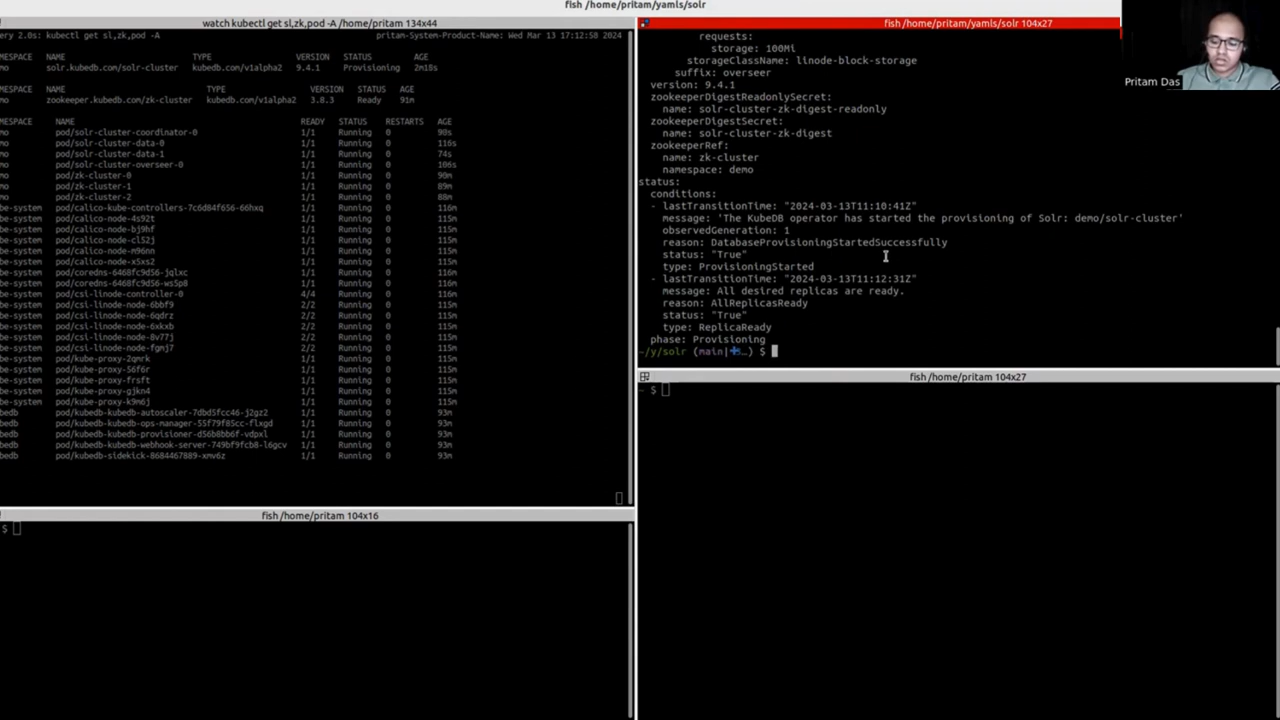 fish /home/pritam/yamls/solr
watch kubectl get sl,zk,pod -A /home/pritam 134x44
ery 2.0s: kubectl get sl,zk,pod -A pritam-System-Product-Name: Wed Mar 13 17:12:58 2024
MESPACE NAME TYPE VERSION STATUS AGE
mo solr.kubedb.com/solr-cluster kubedb.com/v1alpha2 9.4.1 Provisioning 2m18s
MESPACE NAME TYPE VERSION STATUS AGE
mo zookeeper.kubedb.com/zk-cluster kubedb.com/v1alpha2 3.8.3 Ready 91m
MESPACE NAME READY STATUS RESTARTS AGE
mo pod/solr-cluster-coordinator-0 1/1 Running 0 90s
mo pod/solr-cluster-data-0 1/1 Running 0 116s
mo pod/solr-cluster-data-1 1/1 Running 0 74s
mo pod/solr-cluster-overseer-0 1/1 Running 0 106s
mo pod/zk-cluster-0 1/1 Running 0 90m
mo pod/zk-cluster-1 1/1 Running 0 89m
mo pod/zk-cluster-2 1/1 Running 0 88m
be-system pod/calico-kube-controllers-7c6d84f656-66hxq 1/1 Running 0 116m
be-system pod/calico-node-4s92t 1/1 Running 0 115m
be-system pod/calico-node-bj9hf 1/1 Running 0 115m
be-system pod/calico-node-cl52j 1/1 Running 0 115m
be-system pod/calico-node-m96nn 1/1 Running 0 115m
be-system pod/calico-node-x5xs2 1/1 Running 0 115m
be-system pod/coredns-6468fc9d56-jqlxc 1/1 Running 0 116m
be-system pod/coredns-6468fc9d56-ws5p8 1/1 Running 0 116m
be-system pod/csi-linode-controller-0 4/4 Running 0 116m
be-system pod/csi-linode-node-6bbf9 2/2 Running 0 115m
be-system pod/csi-linode-node-6qdrz 2/2 Running 0 115m
be-system pod/csi-linode-node-6xkxb 2/2 Running 0 115m
be-system pod/csi-linode-node-8v77j 2/2 Running 0 115m
be-system pod/csi-linode-node-fgmj7 2/2 Running 0 115m
be-system pod/kube-proxy-2qmrk 1/1 Running 0 115m
be-system pod/kube-proxy-56f6r 1/1 Running 0 115m
be-system pod/kube-proxy-frsft 1/1 Running 0 115m
be-system pod/kube-proxy-gjkn4 1/1 Running 0 115m
be-system pod/kube-proxy-k9m6j 1/1 Running 0 115m
bedb pod/kubedb-kubedb-autoscaler-7dbd5fcc46-j2gz2 1/1 Running 0 93m
bedb pod/kubedb-kubedb-ops-manager-55f79f85cc-flxgd 1/1 Running 0 93m
bedb pod/kubedb-kubedb-provisioner-d56b8bb6f-vdpxl 1/1 Running 0 93m
bedb pod/kubedb-kubedb-webhook-server-749bf9fcb8-l6gcv 1/1 Running 0 93m
bedb pod/kubedb-sidekick-8684467889-xmv6z 1/1 Running 0 93m
fish /home/pritam 104x16
$
fish /home/pritam/yamls/solr 104x27
requests:
storage: 100Mi
storageClassName: linode-block-storage
suffix: overseer
version: 9.4.1
zookeeperDigestReadonlySecret:
name: solr-cluster-zk-digest-readonly
zookeeperDigestSecret:
name: solr-cluster-zk-digest
zookeeperRef:
name: zk-cluster
namespace: demo
status:
conditions:
- lastTransitionTime: "2024-03-13T11:10:41Z"
message: 'The KubeDB operator has started the provisioning of Solr: demo/solr-cluster'
observedGeneration: 1
reason: DatabaseProvisioningStartedSuccessfully
status: "True"
type: ProvisioningStarted
- lastTransitionTime: "2024-03-13T11:12:31Z"
message: All desired replicas are ready.
reason: AllReplicasReady
status: "True"
type: ReplicaReady
phase: Provisioning
~/y/solr (main|✚3…) $
fish /home/pritam 104x27
~ $
Pritam Das